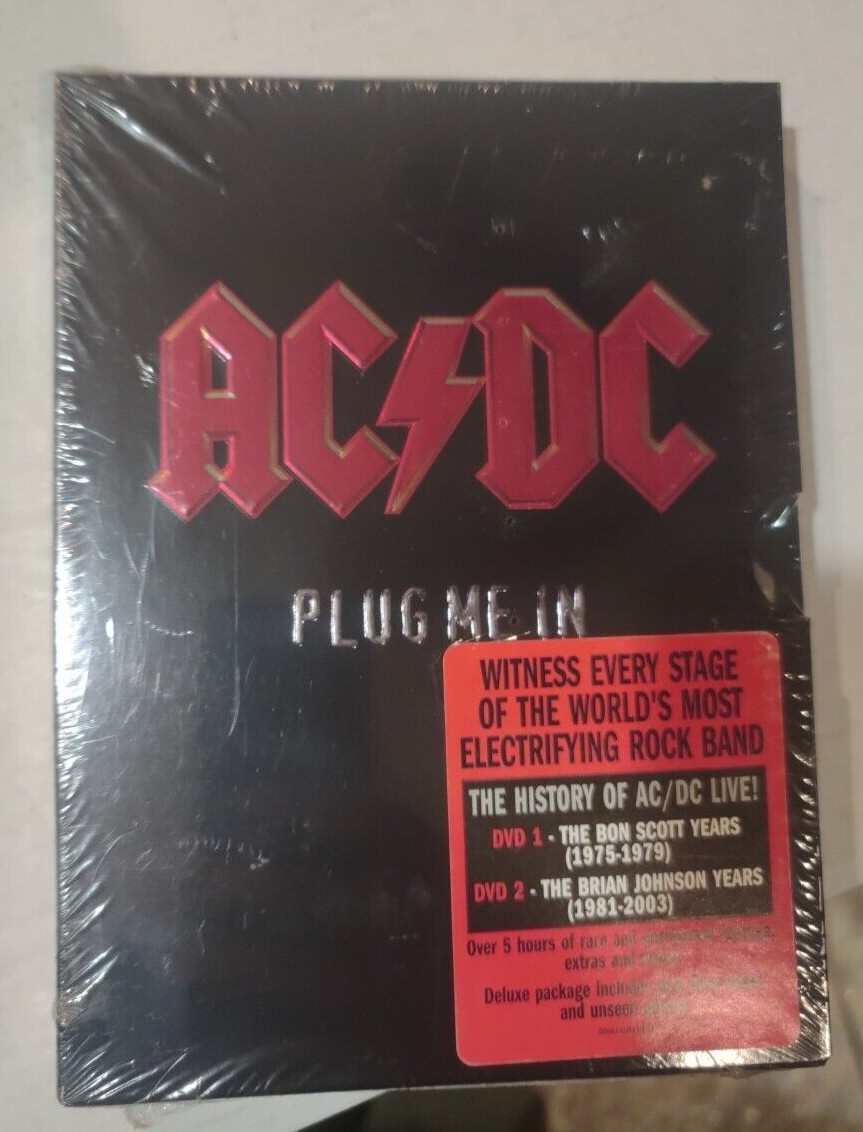 AC/DC
PLUG ME IN
WITNESS EVERY STAGE
OF THE WORLD'S MOST
ELECTRIFYING ROCK BAND
THE HISTORY OF AC/DC LIVE!
DVD 1 - THE BON SCOTT YEARS
(1975-1979)
DVD 2 - THE BRIAN JOHNSON YEARS
(1981-2003)
Over 5 hours of rare and
extras and
Deluxe package includes
and unseen